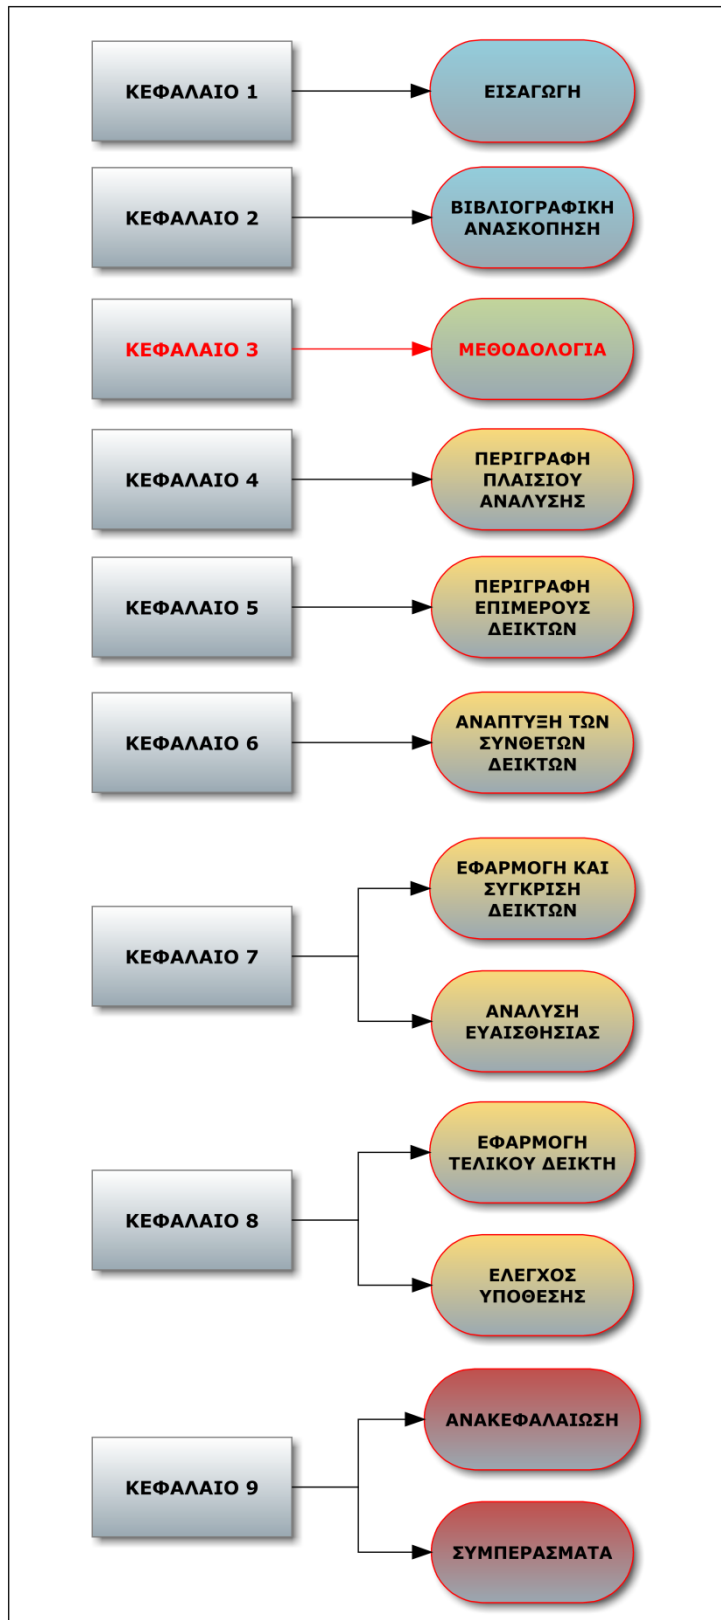 ΚΕΦΑΛΑΙΟ 1
ΕΙΣΑΓΩΓΗ
ΚΕΦΑΛΑΙΟ 2
ΒΙΒΛΙΟΓΡΑΦΙΚΗ
ΑΝΑΣΚΟΠΗΣΗ
ΚΕΦΑΛΑΙΟ 3
ΜΕΘΟΔΟΛΟΓΙΑ
ΚΕΦΑΛΑΙΟ 4
ΠΕΡΙΓΡΑΦΗ
ΠΛΑΙΣΙΟΥ
ΑΝΑΛΥΣΗΣ
ΚΕΦΑΛΑΙΟ 5
ΠΕΡΙΓΡΑΦΗ
ΕΠΙΜΕΡΟΥΣ
ΔΕΙΚΤΩΝ
ΚΕΦΑΛΑΙΟ 6
ΑΝΑΠΤΥΞΗ ΤΩΝ
ΣΥΝΘΕΤΩΝ
ΔΕΙΚΤΩΝ
ΚΕΦΑΛΑΙΟ 7
ΕΦΑΡΜΟΓΗ ΚΑΙ
ΣΥΓΚΡΙΣΗ
ΔΕΙΚΤΩΝ
ΑΝΑΛΥΣΗ
ΕΥΑΙΣΘΗΣΙΑΣ
ΚΕΦΑΛΑΙΟ 8
ΕΦΑΡΜΟΓΗ
ΤΕΛΙΚΟΥ ΔΕΙΚΤΗ
ΕΛΕΓΧΟΣ
ΥΠΟΘΕΣΗΣ
ΚΕΦΑΛΑΙΟ 9
ΑΝΑΚΕΦΑΛΑΙΩΣΗ
ΣΥΜΠΕΡΑΣΜΑΤΑ